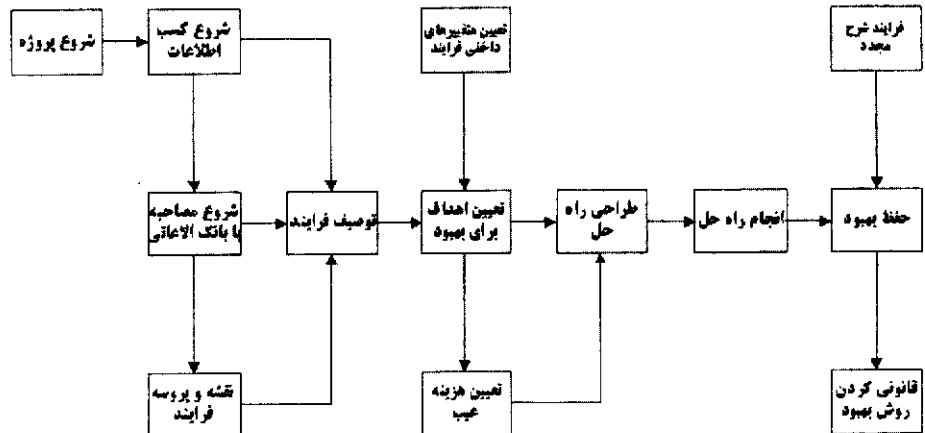 شروع پروژه
شروع کسب
اطلاعات
تعیین متغییرهای
داخلی فرایند
فرایند شرح
مجدد
شروع مصاحبه
با بانک الاعاتی
توصیف فرایند
تعیین اهداف
برای بهبود
طراحی راه
حل
انجام راه حل
حفظ بهبود
نقشه و پروسه
فرایند
تعیین هزینه
عیب
قانونی کردن
روش بهبود